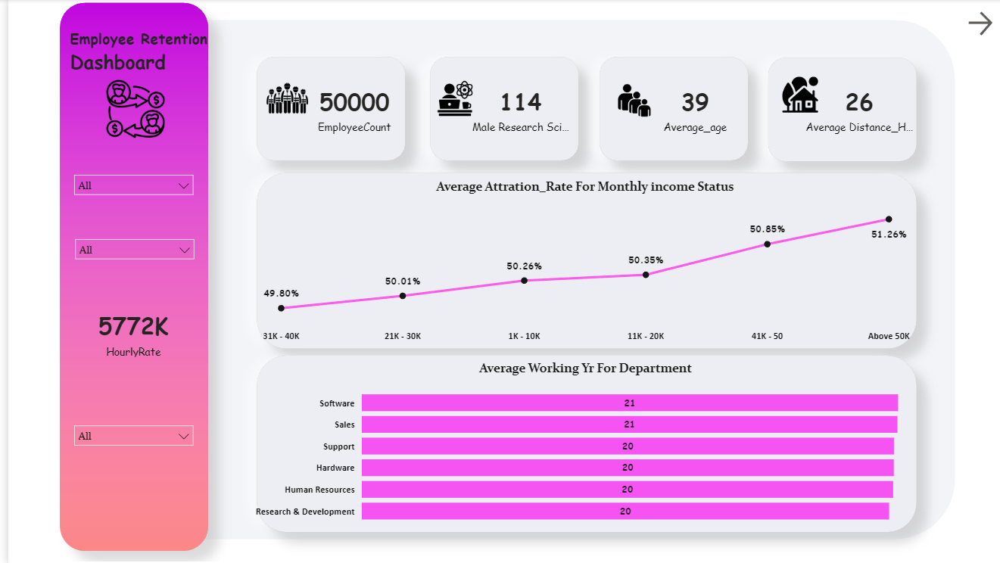 Employee Retention
Dashboard
$
$
All
All
5772K
HourlyRate
All
50000
EmployeeCount
114
Male Research Sci...
39
Average_age
26
Average Distance_H...
Average Attration_Rate For Monthly income Status
49.80%
50.01%
50.26%
50.35%
50.85%
51.26%
31K - 40K
21K - 30K
1K - 10K
11K - 20K
41K - 50
Above 50K
Average Working Yr For Department
Software 21
Sales 21
Support 20
Hardware 20
Human Resources 20
Research & Development 20